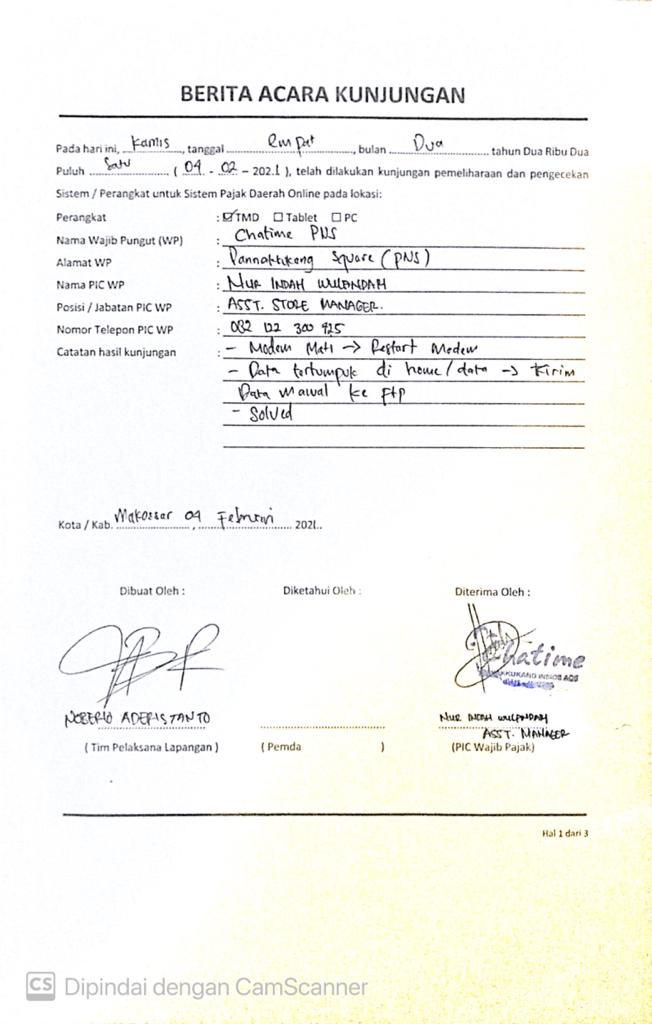 BERITA ACARA KUNJUNGAN
Pada hari ini, Kamis, tanggal Empat, bulan Dua tahun Dua Ribu Dua
Puluh Satu ( 04 - 02 – 2021 ), telah dilakukan kunjungan pemeliharaan dan pengecekan
Sistem / Perangkat untuk Sistem Pajak Daerah Online pada lokasi:
Perangkat : ☑TMD ☐Tablet ☐PC
Nama Wajib Pungut (WP) : Chatime PNS
Alamat WP : Pannakkukang Square (PNS)
Nama PIC WP : NUR INDAH WULANDAH
Posisi / Jabatan PIC WP : ASST. STORE MANAGER.
Nomor Telepon PIC WP : 082 122 300 925
Catatan hasil kunjungan : - Modem Mati → Restart Modem
- Data tertumpuk di home/data → Kirim
Data manual ke ftp
- Solved
Kota / Kab. Makassar 04 Februari, 2021..
Dibuat Oleh : Diketahui Oleh : Diterima Oleh :
Chatime
NOBERIO ADERISTANTO NUR INDAH WULANDAH
ASST. MANAGER
( Tim Pelaksana Lapangan ) ( Pemda ) (PIC Wajib Pajak)
Hal 1 dari 3
CS Dipindai dengan CamScanner